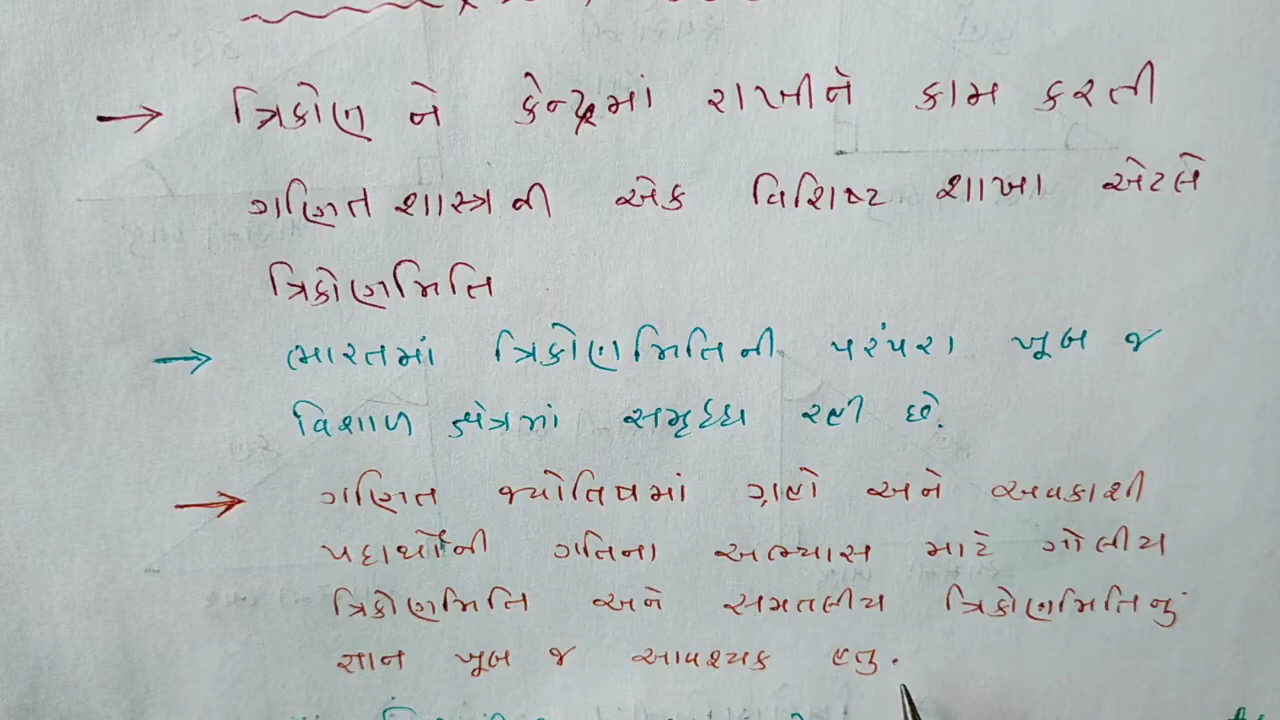 → ત્રિકોણ ને કેન્દ્રમાં રાખીને કામ કરતી
ગણિત શાસ્ત્ર ની એક વિશિષ્ટ શાખા એટલે
ત્રિકોણમિતિ
→ ભારતમાં ત્રિકોણમિતિની પરંપરા ખૂબ જ
વિશાળ ક્ષેત્રમાં સમૃદ્ધ રહી છે.
→ ગણિત જ્યોતિષમાં ગ્રહો અને અવકાશી
પદાર્થોની ગતિના અભ્યાસ માટે ગોલીય
ત્રિકોણમિતિ અને સમતલીય ત્રિકોણમિતિનું
જ્ઞાન ખૂબ જ આવશ્યક હતુ.